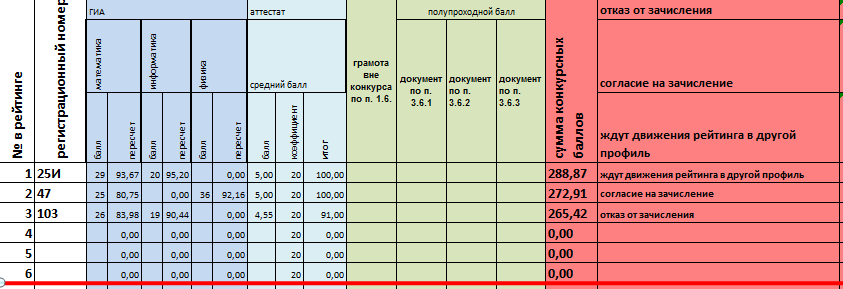 № в рейтинге
регистрационный номер
ГИА
аттестат
полупроходной балл
сумма конкурсных баллов
отказ от зачисления
математика
информатика
физика
средний балл
грамота вне конкурса по п. 1.6.
документ по п. 3.6.1
документ по п. 3.6.2
документ по п. 3.6.3
согласие на зачисление
ждут движения рейтинга в другой профиль
балл пересчет балл пересчет балл пересчет балл коэффициент итог
1 25И 29 93,67 20 95,20 0,00 5,00 20 100,00 288,87 ждут движения рейтинга в другой профиль
2 47 25 80,75 0,00 36 92,16 5,00 20 100,00 272,91 согласие на зачисление
3 103 26 83,98 19 90,44 0,00 4,55 20 91,00 265,42 отказ от зачисления
4 0,00 0,00 0,00 20 0,00 0,00
5 0,00 0,00 0,00 20 0,00 0,00
6 0,00 0,00 0,00 20 0,00 0,00